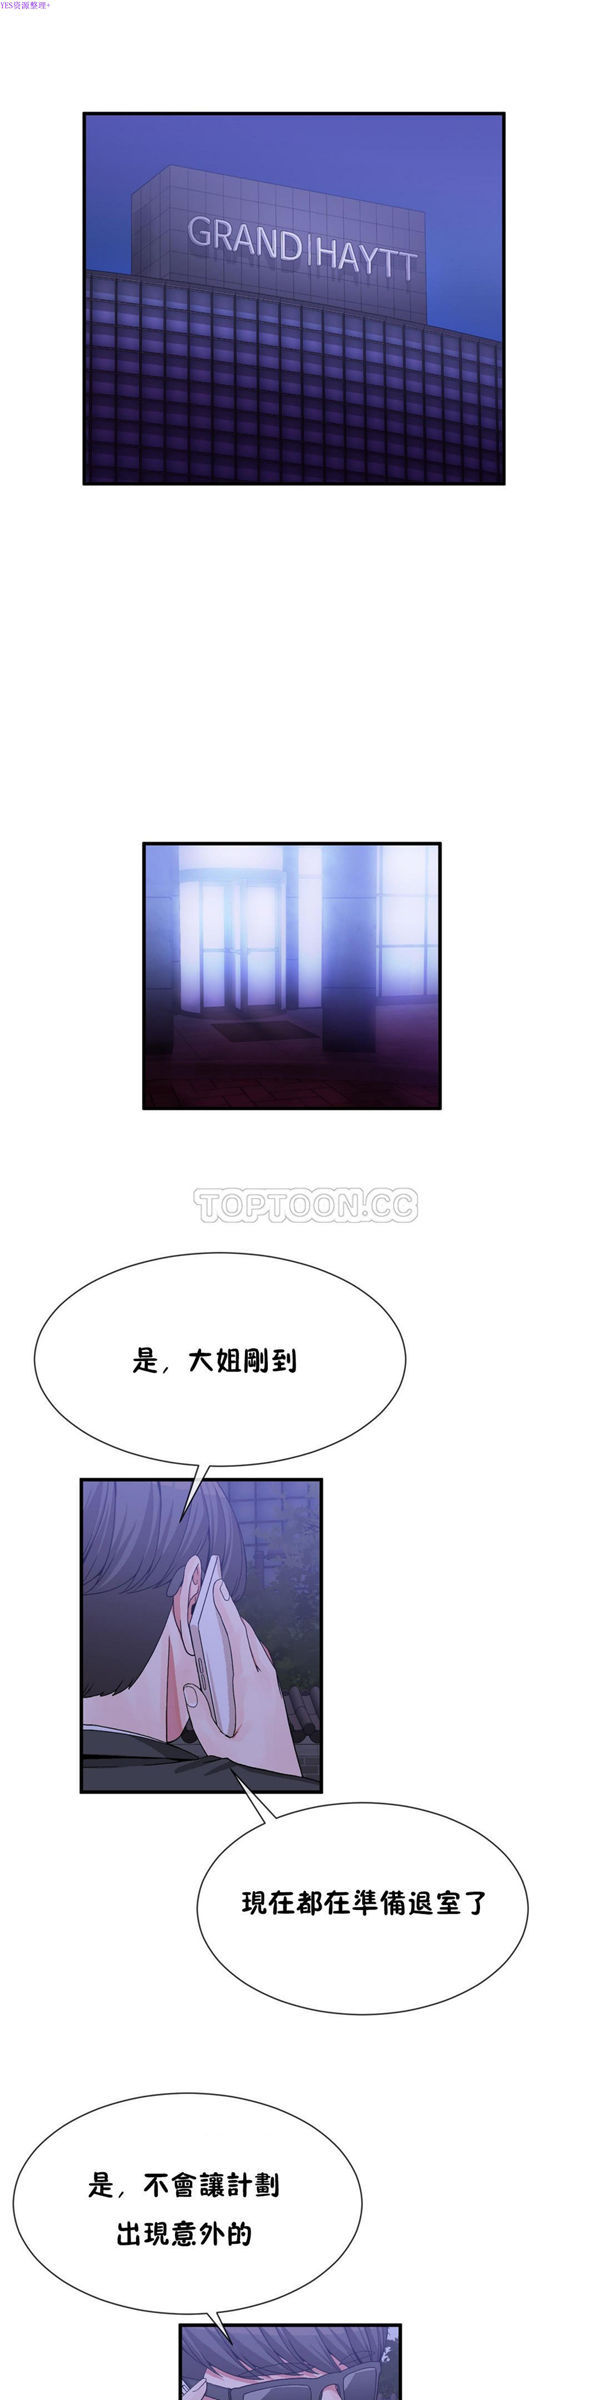 YES资源整理+
GRAND|HAYTT
TOPTOON.CC
是，大姐剛到
現在都在準備退室了
是，不會讓計劃
出現意外的